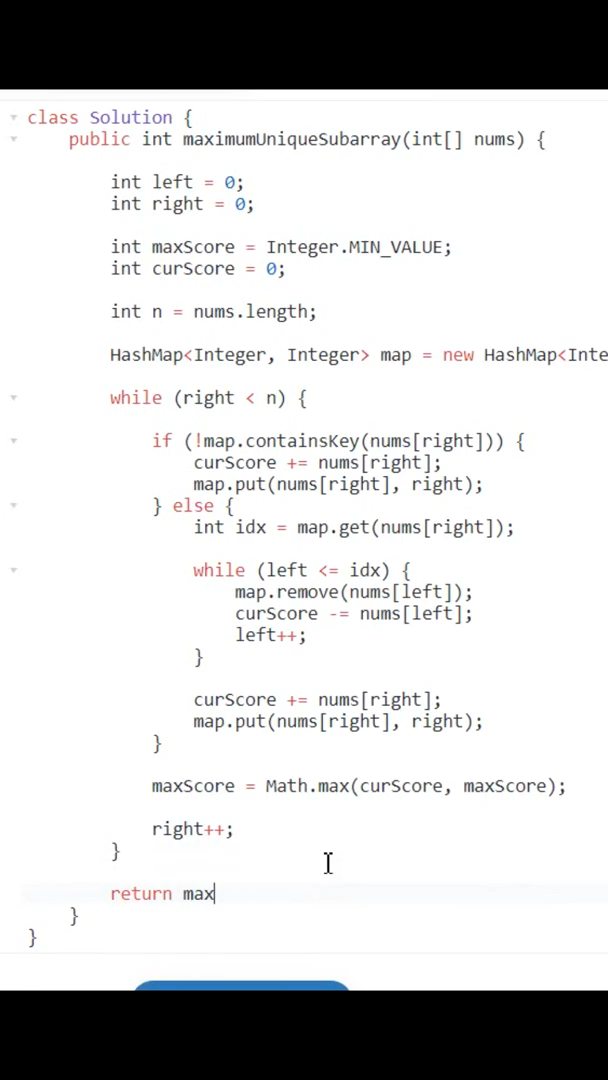 class Solution {
public int maximumUniqueSubarray(int[] nums) {
int left = 0;
int right = 0;
int maxScore = Integer.MIN_VALUE;
int curScore = 0;
int n = nums.length;
HashMap<Integer, Integer> map = new HashMap<Inte
while (right < n) {
if (!map.containsKey(nums[right])) {
curScore += nums[right];
map.put(nums[right], right);
} else {
int idx = map.get(nums[right]);
while (left <= idx) {
map.remove(nums[left]);
curScore -= nums[left];
left++;
}
curScore += nums[right];
map.put(nums[right], right);
}
maxScore = Math.max(curScore, maxScore);
right++;
}
return max
}
}